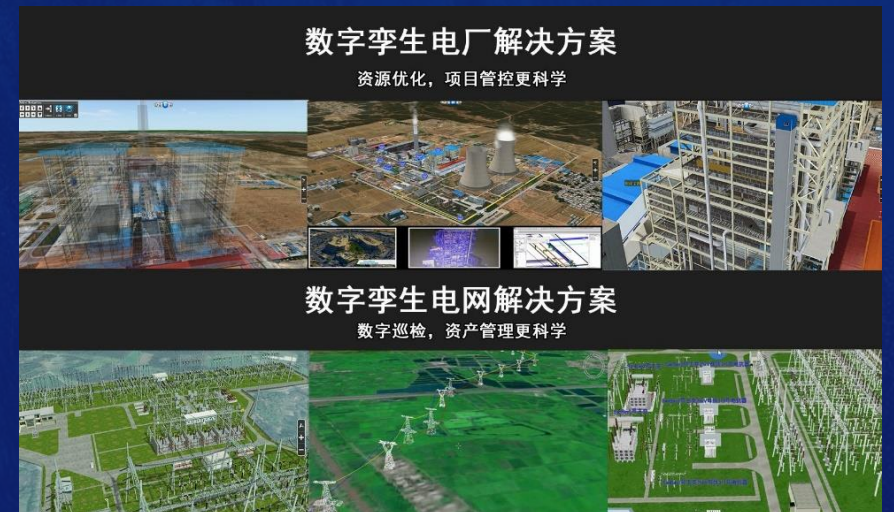 数字孪生电厂解决方案
资源优化，项目管控更科学
数字孪生电网解决方案
数字巡检，资产管理更科学